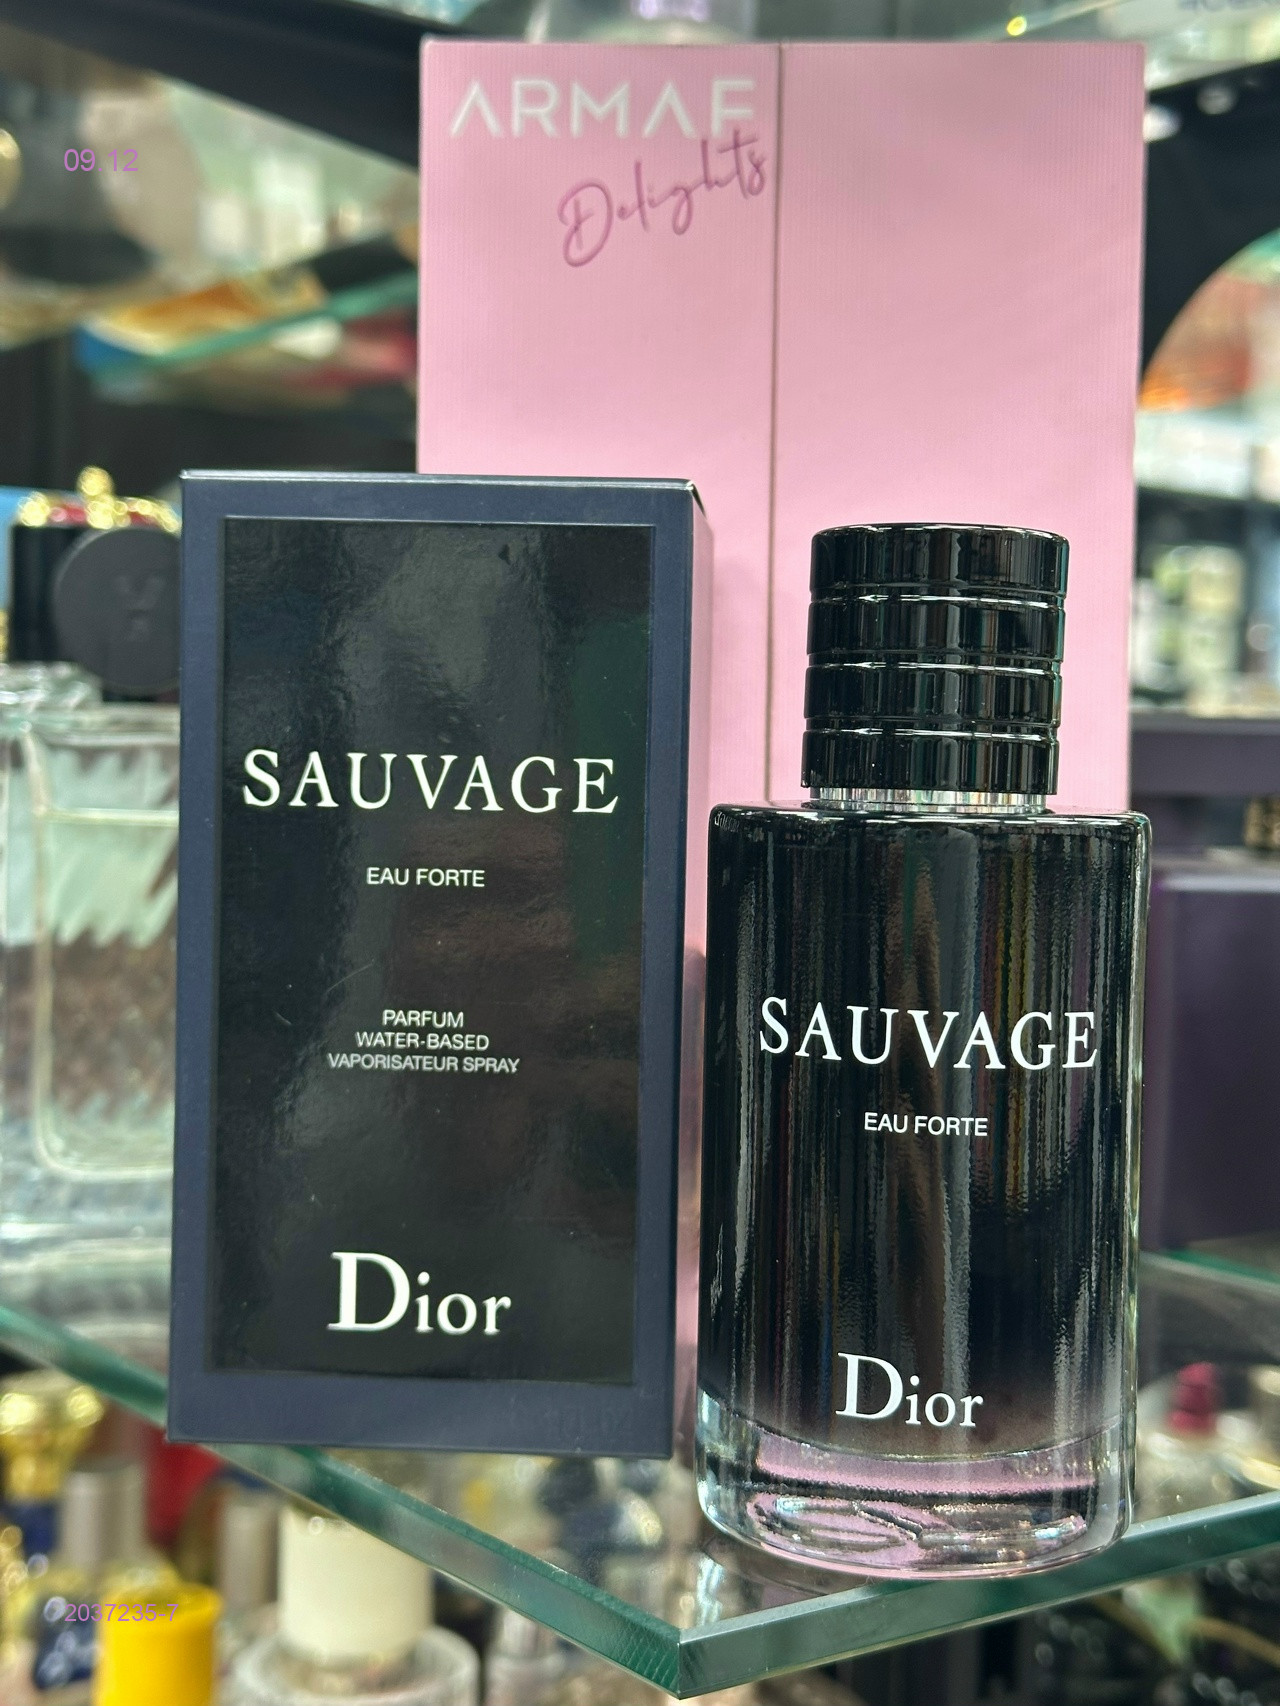 ARMAF
Delights
09.12
SAUVAGE
EAU FORTE
PARFUM
WATER-BASED
VAPORISATEUR SPRAY
Dior
SAUVAGE
EAU FORTE
Dior
2037235-7